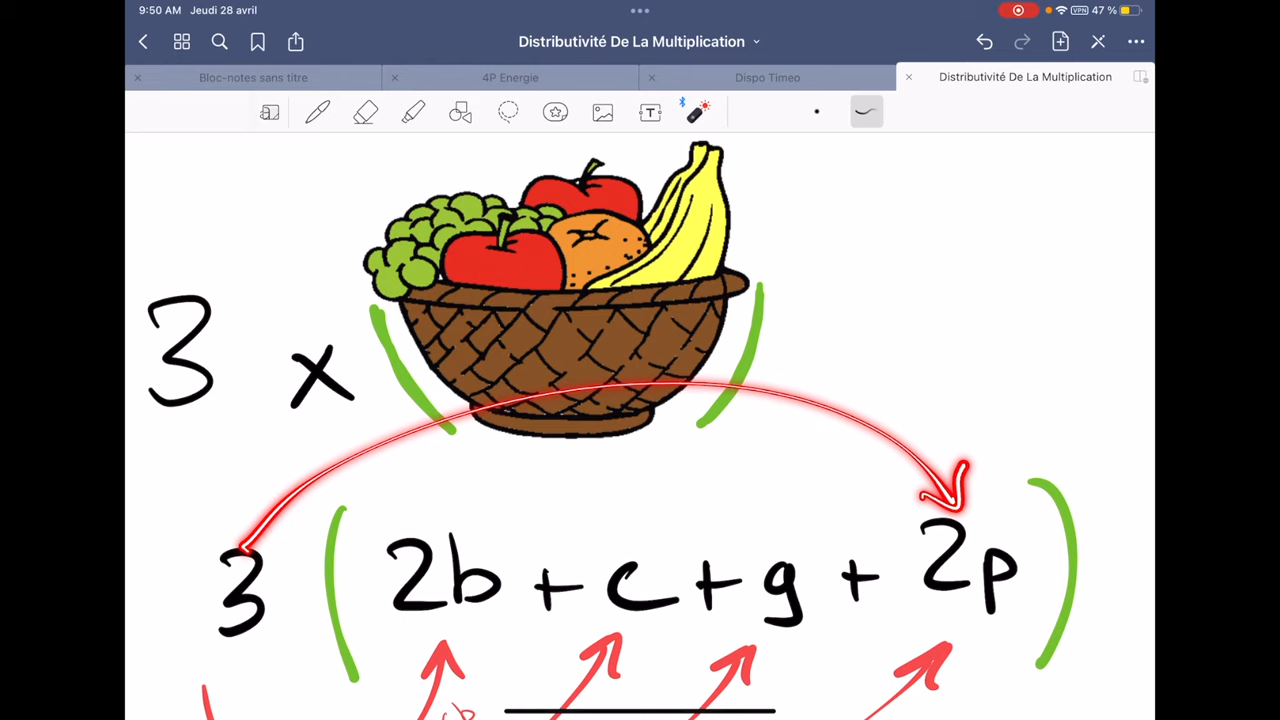 9:50 AM Jeudi 28 avril
VPN 47 %
Distributivité De La Multiplication
Bloc-notes sans titre
4P Energie
Dispo Timeo
Distributivité De La Multiplication
T
3 x ( )
3 ( 2b + c + g + 2p )